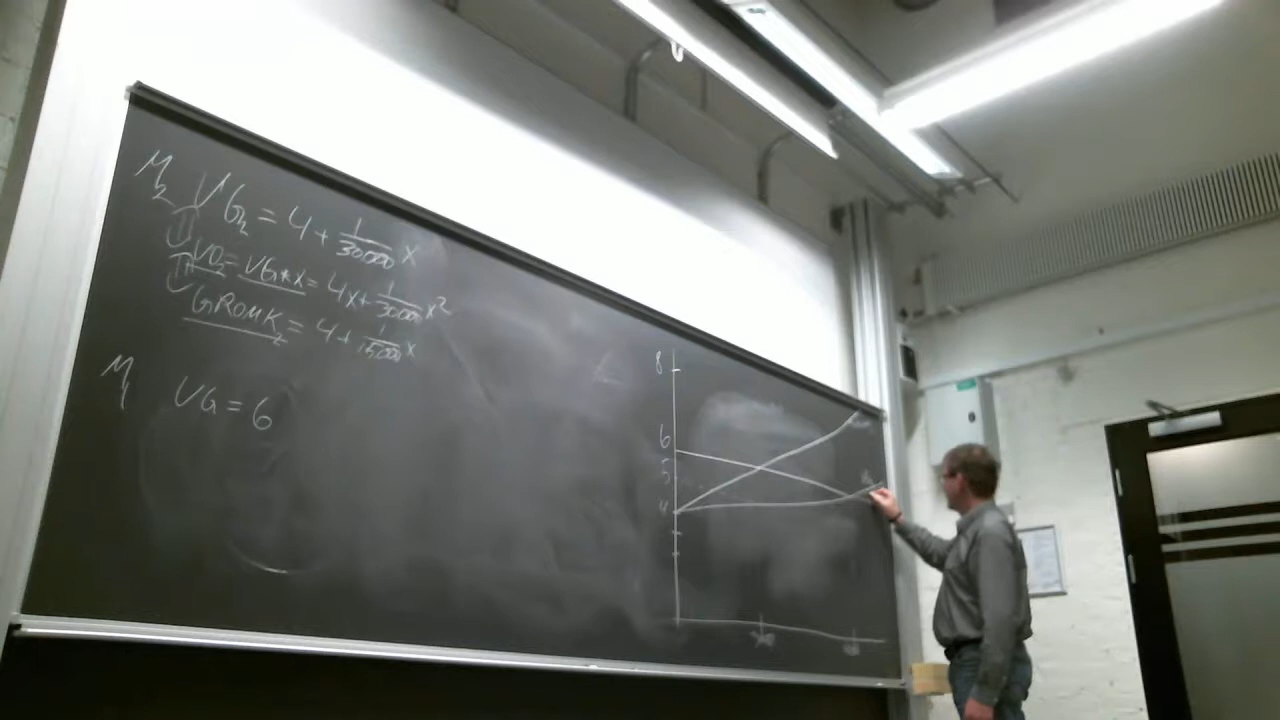 M₂ VG₂ = 4 + 1/30000 x
VO₂ = VG*x = 4x + 1/30000 x²
GROMK₂ = 4 + 1/15000 x
M₁ VG = 6
8
6
5
4